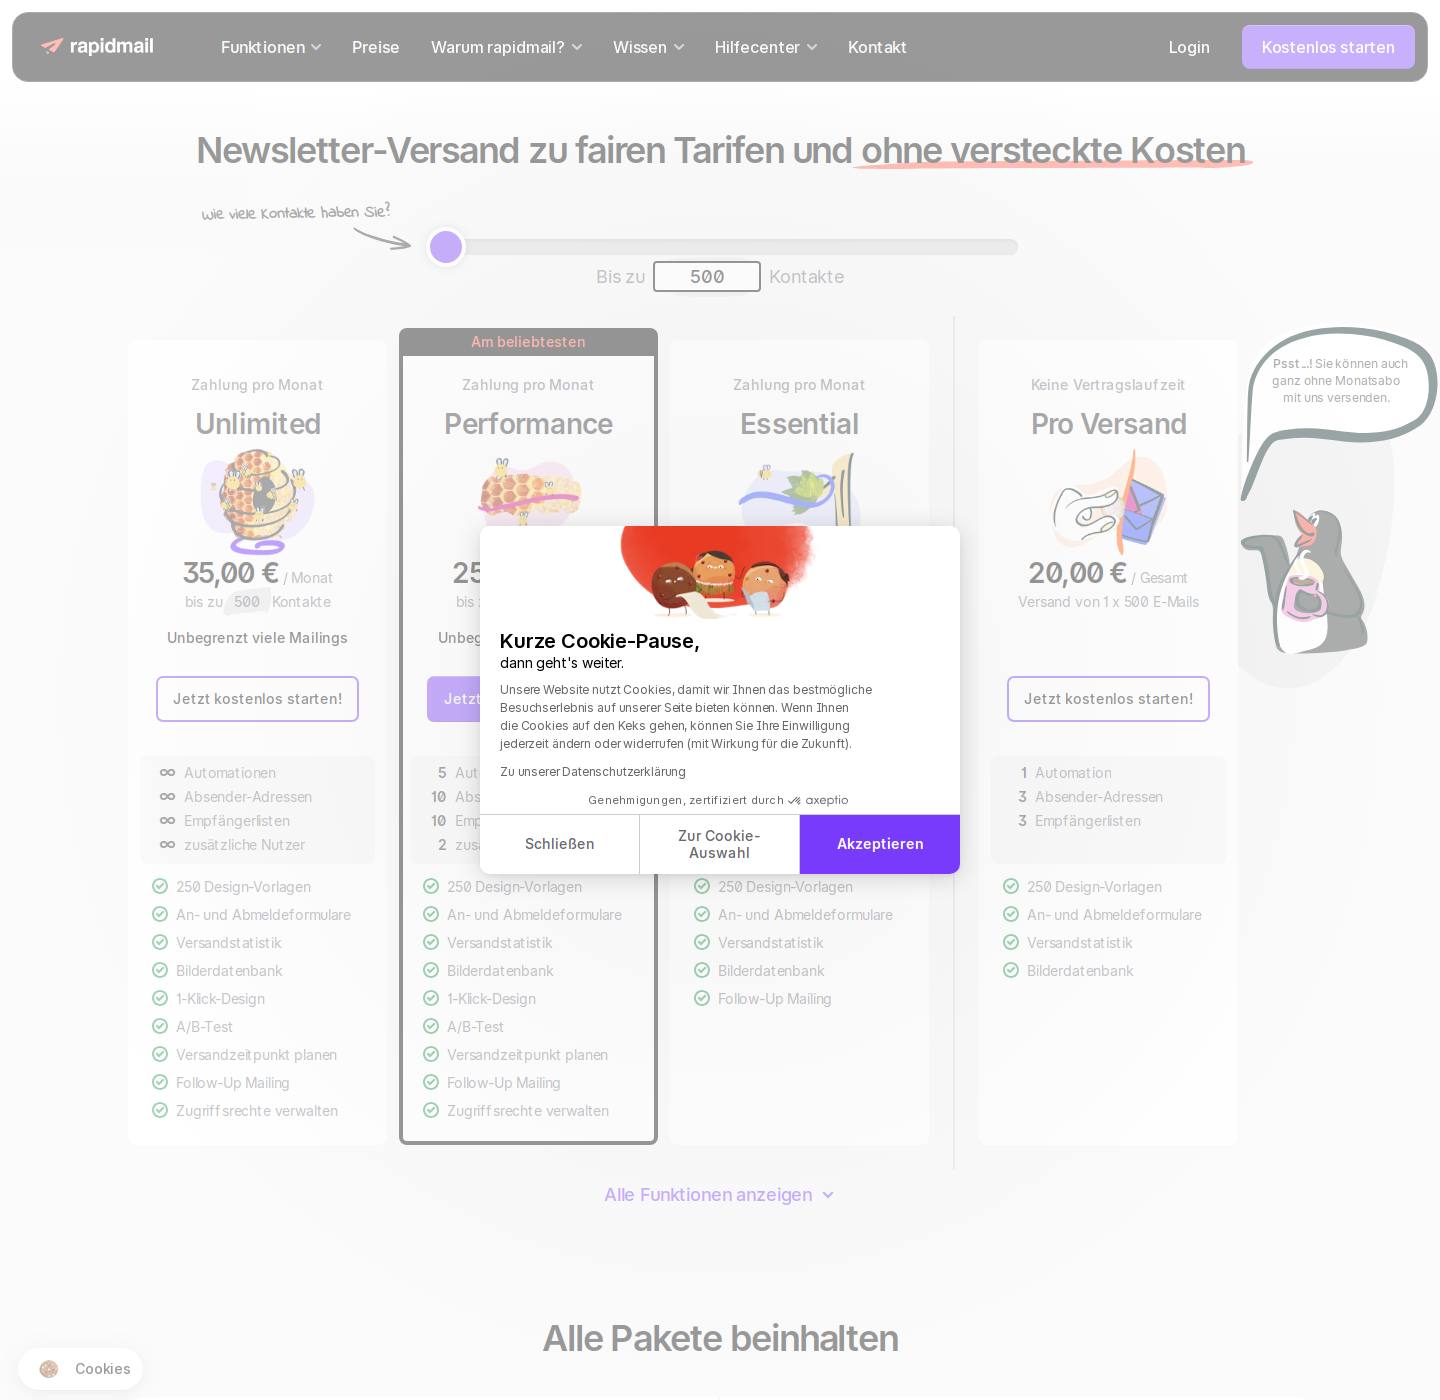 rapidmail
Funktionen
Preise
Warum rapidmail?
Wissen
Hilfecenter
Kontakt
Login
Kostenlos starten
Newsletter-Versand zu fairen Tarifen und ohne versteckte Kosten
Wie viele Kontakte haben Sie?
Bis zu 500 Kontakte
Am beliebtesten
Zahlung pro Monat
Unlimited
35,00 € / Monat
bis zu 500 Kontakte
Unbegrenzt viele Mailings
Jetzt kostenlos starten!
∞ Automationen
∞ Absender-Adressen
∞ Empfängerlisten
∞ zusätzliche Nutzer
250 Design-Vorlagen
An- und Abmeldeformulare
Versandstatistik
Bilderdatenbank
1-Klick-Design
A/B-Test
Versandzeitpunkt planen
Follow-Up Mailing
Zugriffsrechte verwalten
Zahlung pro Monat
Performance
25
bis
Unbeg
Jetzt
5 Aut
10 Abs
10 Emp
2 zusä
250 Design-Vorlagen
An- und Abmeldeformulare
Versandstatistik
Bilderdatenbank
1-Klick-Design
A/B-Test
Versandzeitpunkt planen
Follow-Up Mailing
Zugriffsrechte verwalten
Zahlung pro Monat
Essential
250 Design-Vorlagen
An- und Abmeldeformulare
Versandstatistik
Bilderdatenbank
Follow-Up Mailing
Keine Vertragslaufzeit
Pro Versand
20,00 € / Gesamt
Versand von 1 x 500 E-Mails
Jetzt kostenlos starten!
1 Automation
3 Absender-Adressen
3 Empfängerlisten
250 Design-Vorlagen
An- und Abmeldeformulare
Versandstatistik
Bilderdatenbank
Psst...! Sie können auch
ganz ohne Monatsabo
mit uns versenden.
Kurze Cookie-Pause,
dann geht's weiter.
Unsere Website nutzt Cookies, damit wir Ihnen das bestmögliche
Besuchserlebnis auf unserer Seite bieten können. Wenn Ihnen
die Cookies auf den Keks gehen, können Sie Ihre Einwilligung
jederzeit ändern oder widerrufen (mit Wirkung für die Zukunft).
Zu unserer Datenschutzerklärung
Genehmigungen, zertifiziert durch axeptio
Schließen
Zur Cookie-
Auswahl
Akzeptieren
Alle Funktionen anzeigen
Alle Pakete beinhalten
Cookies